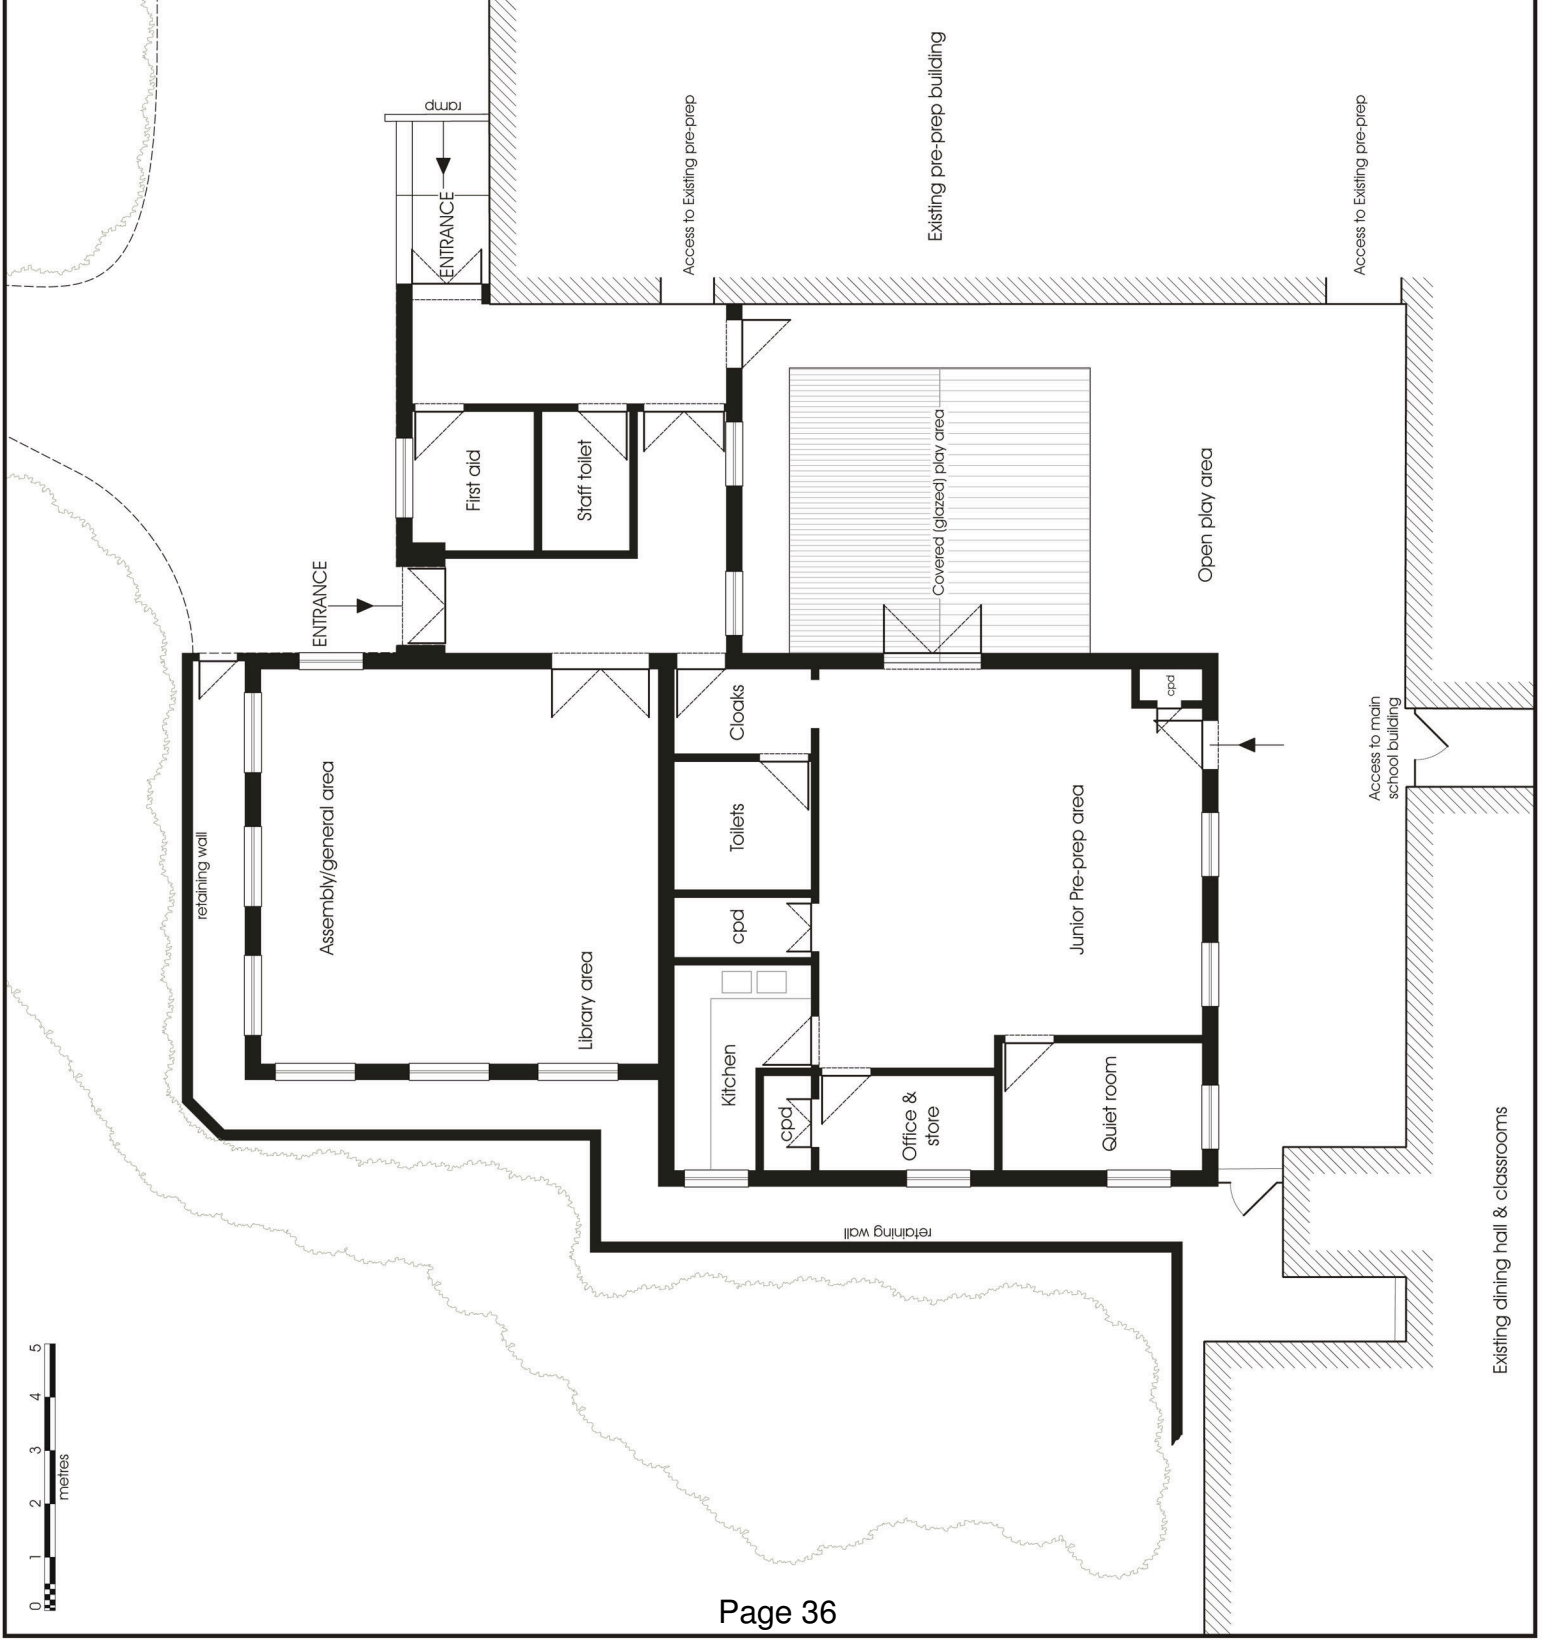 ramp
ENTRANCE
Access to Existing pre-prep
Existing pre-prep building
Access to Existing pre-prep
First aid
Staff toilet
Covered (glazed) play area
Open play area
ENTRANCE
Cloaks
cpd
Access to main
school building
retaining wall
Assembly/general area
Toilets
Junior Pre-prep area
cpd
Library area
Kitchen
cpd
Office &
store
Quiet room
retaining wall
Existing dining hall & classrooms
0 1 2 3 4 5
metres
Page 36